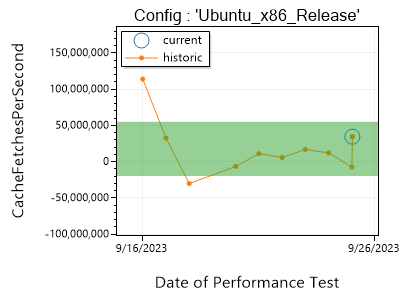 Config : 'Ubuntu_x86_Release'
current
historic
CacheFetchesPerSecond
150,000,000
100,000,000
50,000,000
0
-50,000,000
-100,000,000
9/16/2023
9/26/2023
Date of Performance Test